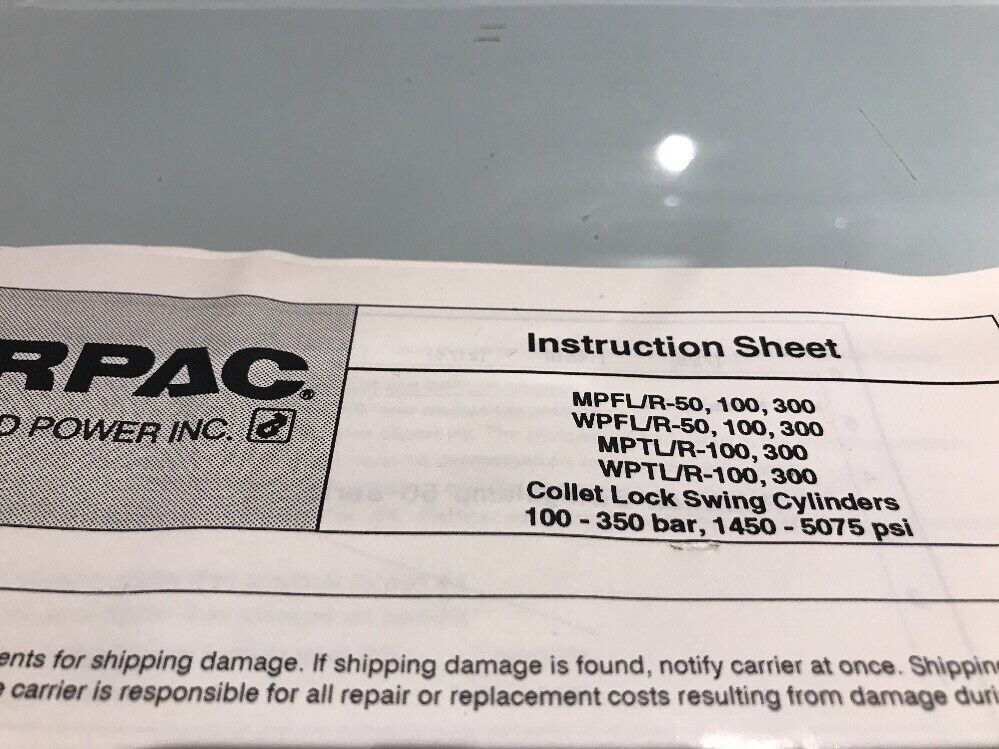 RPAC®
D POWER INC.
Instruction Sheet
MPFL/R-50, 100, 300
WPFL/R-50, 100, 300
MPTL/R-100, 300
WPTL/R-100, 300
Collet Lock Swing Cylinders
100 - 350 bar, 1450 - 5075 psi
ents for shipping damage. If shipping damage is found, notify carrier at once. Shippin
carrier is responsible for all repair or replacement costs resulting from damage duri